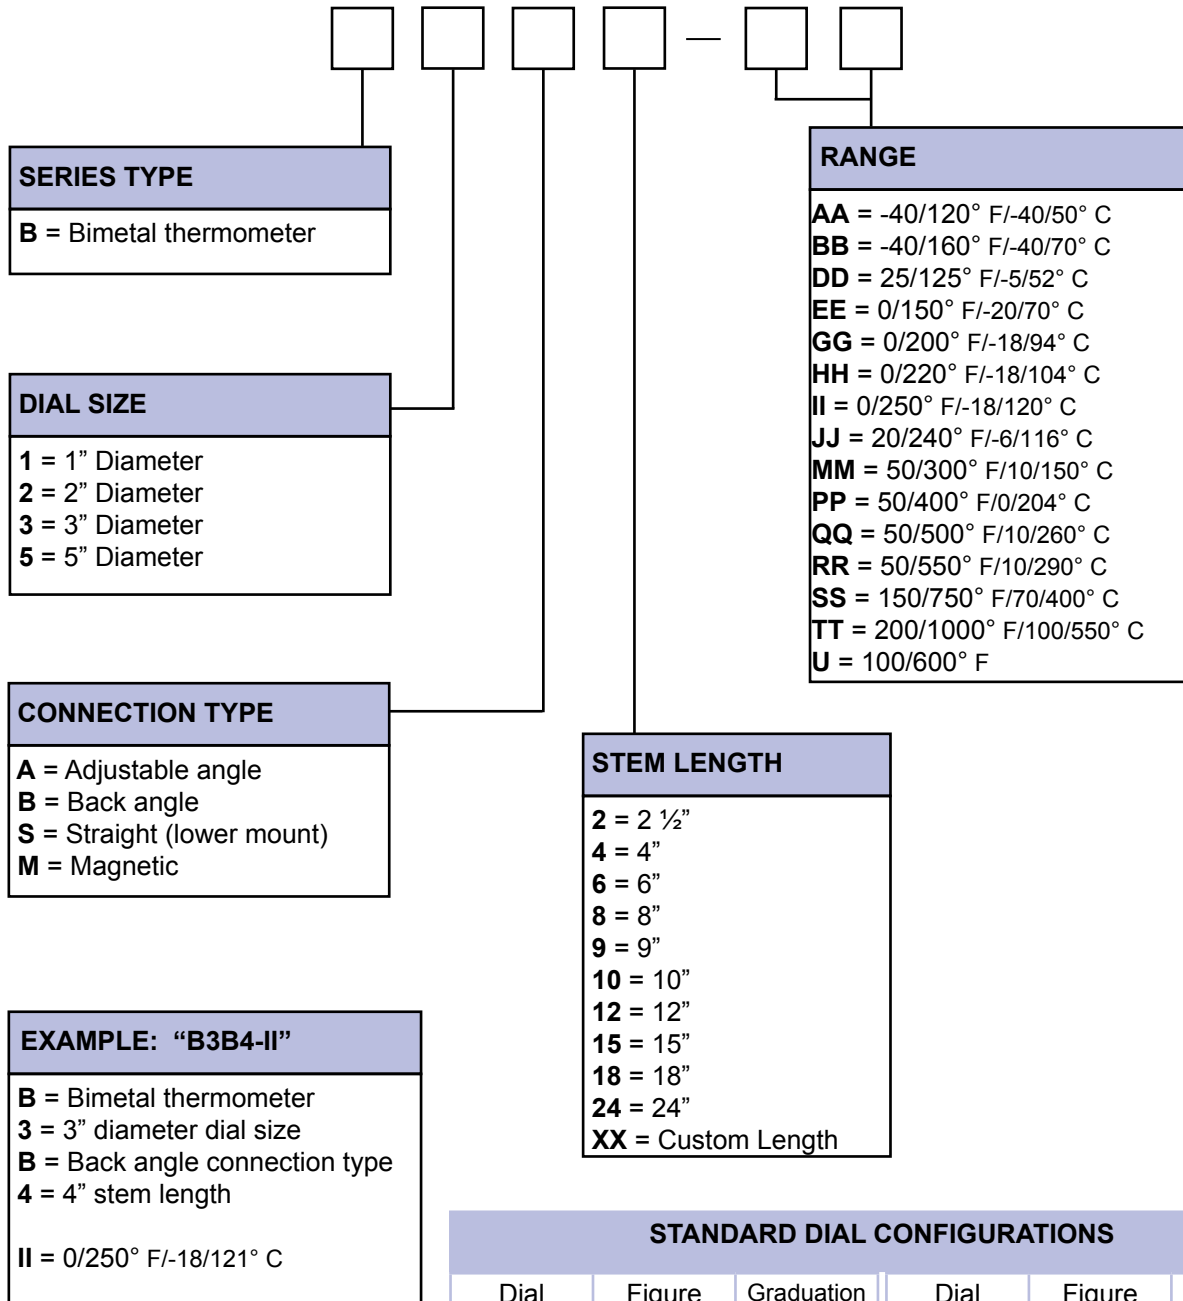 —
SERIES TYPE
B = Bimetal thermometer
DIAL SIZE
1 = 1” Diameter
2 = 2” Diameter
3 = 3” Diameter
5 = 5” Diameter
CONNECTION TYPE
A = Adjustable angle
B = Back angle
S = Straight (lower mount)
M = Magnetic
STEM LENGTH
2 = 2 ½”
4 = 4”
6 = 6”
8 = 8”
9 = 9”
10 = 10”
12 = 12”
15 = 15”
18 = 18”
24 = 24”
XX = Custom Length
RANGE
AA = -40/120° F/-40/50° C
BB = -40/160° F/-40/70° C
DD = 25/125° F/-5/52° C
EE = 0/150° F/-20/70° C
GG = 0/200° F/-18/94° C
HH = 0/220° F/-18/104° C
II = 0/250° F/-18/120° C
JJ = 20/240° F/-6/116° C
MM = 50/300° F/10/150° C
PP = 50/400° F/0/204° C
QQ = 50/500° F/10/260° C
RR = 50/550° F/10/290° C
SS = 150/750° F/70/400° C
TT = 200/1000° F/100/550° C
U = 100/600° F
EXAMPLE: “B3B4-II”
B = Bimetal thermometer
3 = 3” diameter dial size
B = Back angle connection type
4 = 4” stem length
II = 0/250° F/-18/121° C
STANDARD DIAL CONFIGURATIONS
Dial Figure Graduation Dial Figure